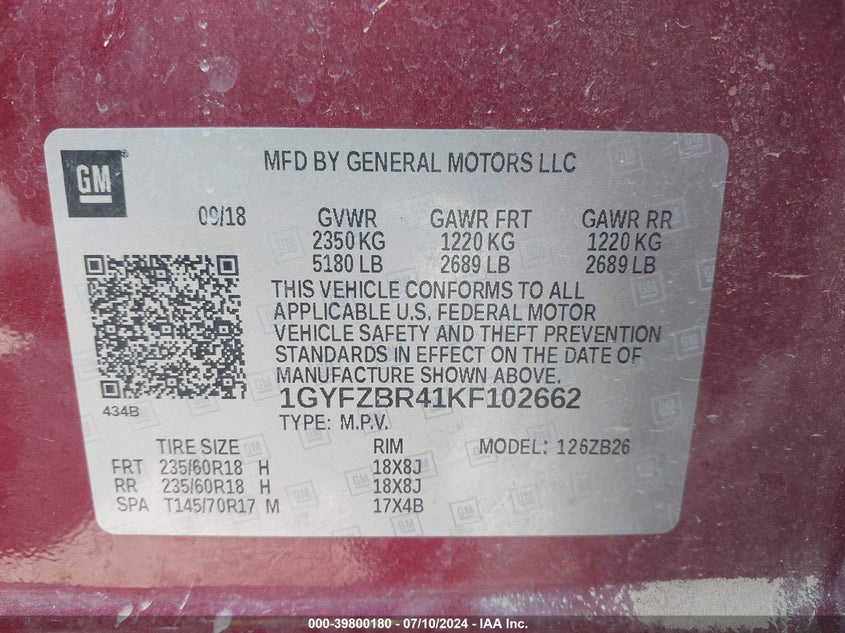 GM
MFD BY GENERAL MOTORS LLC
09/18 GVWR GAWR FRT GAWR RR
2350 KG 1220 KG 1220 KG
5180 LB 2689 LB 2689 LB
THIS VEHICLE CONFORMS TO ALL
APPLICABLE U.S. FEDERAL MOTOR
VEHICLE SAFETY AND THEFT PREVENTION
STANDARDS IN EFFECT ON THE DATE OF
MANUFACTURE SHOWN ABOVE.
434B
1GYFZBR41KF102662
TYPE: M.P.V.
TIRE SIZE RIM MODEL: 126ZB26
FRT 235/60R18 H 18X8J
RR 235/60R18 H 18X8J
SPA T145/70R17 M 17X4B
000-39800180 - 07/10/2024 - IAA Inc.